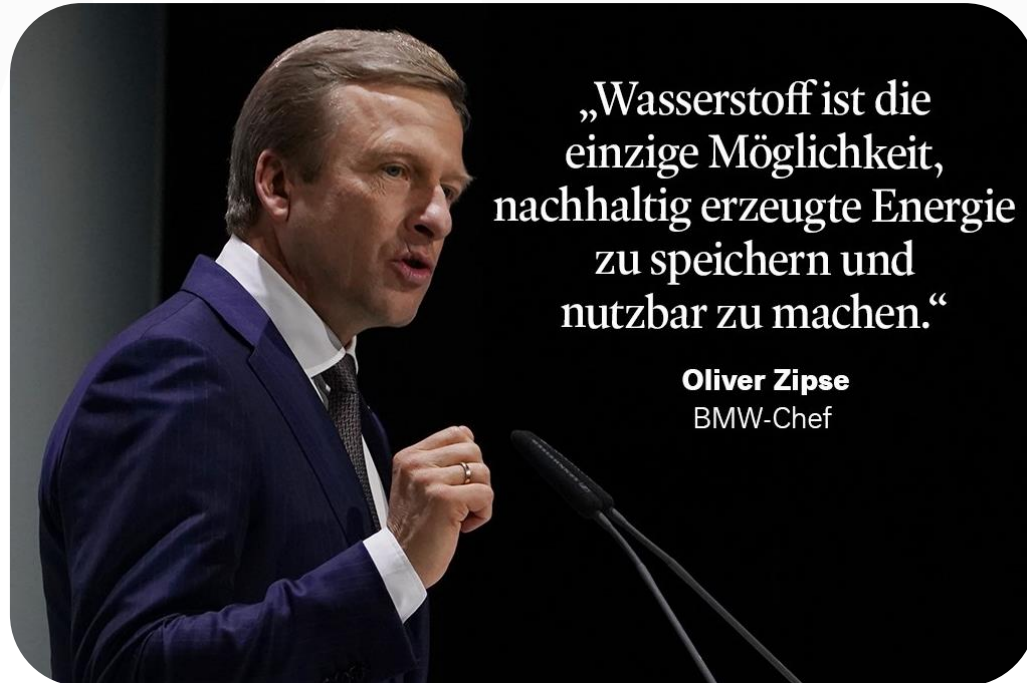 „Wasserstoff ist die
einzige Möglichkeit,
nachhaltig erzeugte Energie
zu speichern und
nutzbar zu machen.“
Oliver Zipse
BMW-Chef